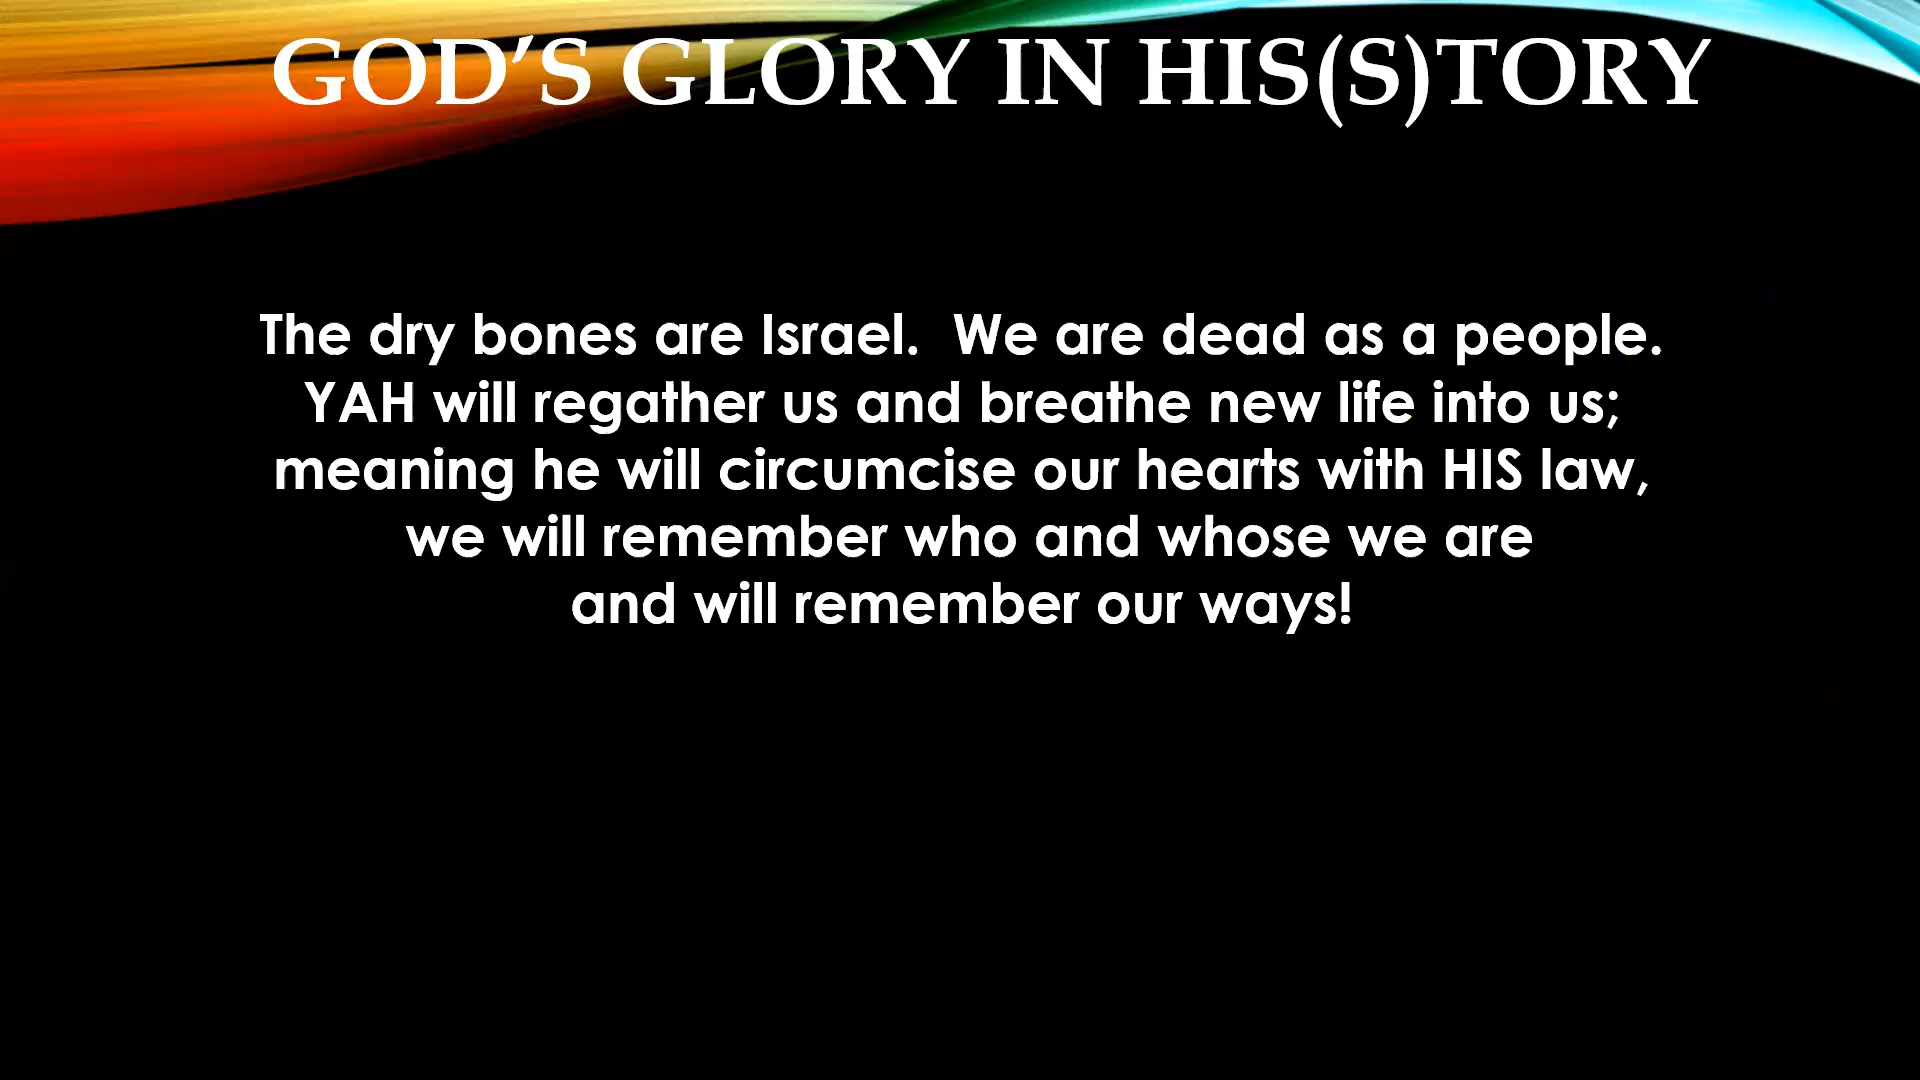 GOD’S GLORY IN HIS(S)TORY
The dry bones are Israel.  We are dead as a people.
YAH will regather us and breathe new life into us;
meaning he will circumcise our hearts with HIS law,
we will remember who and whose we are
and will remember our ways!